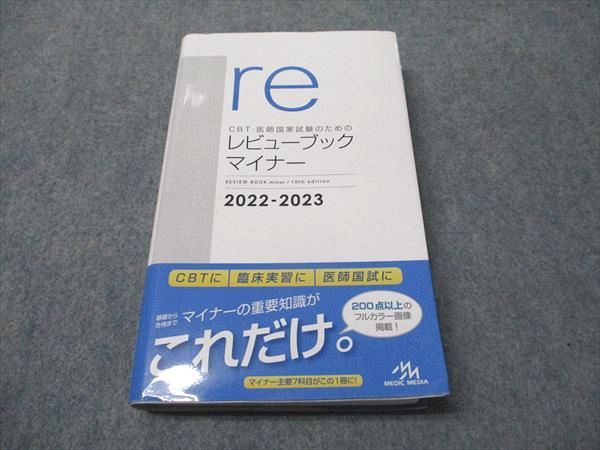 re
CBT・医師国家試験のための
レビューブック
マイナー
REVIEW BOOK minor / 10th edition
2022-2023
CBTに 臨床実習に 医師国試に
基礎から
合格まで
マイナーの重要知識が
これだけ。
200点以上の
フルカラー画像
掲載！
マイナー主要7科目がこの1冊に！
MEDIC MEDIA